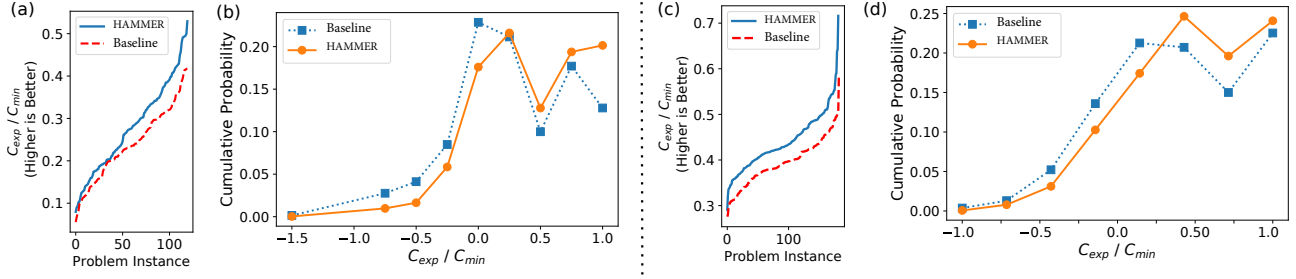 (a)
HAMMER
Baseline
C_exp / C_min
(Higher is Better)
0.5
0.4
0.3
0.2
0.1
0
50
100
Problem Instance
(b)
Baseline
HAMMER
Cumulative Probability
0.20
0.15
0.10
0.05
0.00
−1.5
−1.0
−0.5
0.0
0.5
1.0
C_exp / C_min
(c)
HAMMER
Baseline
C_exp / C_min
(Higher is Better)
0.7
0.6
0.5
0.4
0.3
0
100
Problem Instance
(d)
Baseline
HAMMER
Cumulative Probability
0.25
0.20
0.15
0.10
0.05
0.00
−1.0
−0.5
0.0
0.5
1.0
C_exp / C_min